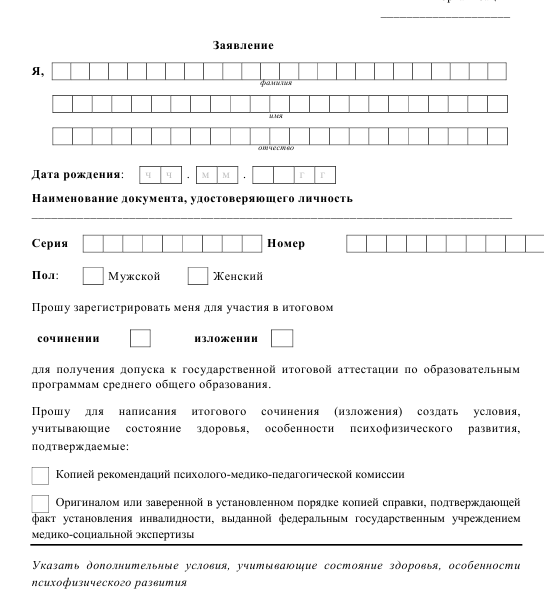 Заявление
Я,
фамилия
имя
отчество
Дата рождения: ч ч . м м . г г
Наименование документа, удостоверяющего личность
Серия Номер
Пол: Мужской Женский
Прошу зарегистрировать меня для участия в итоговом
сочинении изложении
для получения допуска к государственной итоговой аттестации по образовательным
программам среднего общего образования.
Прошу для написания итогового сочинения (изложения) создать условия,
учитывающие состояние здоровья, особенности психофизического развития,
подтверждаемые:
Копией рекомендаций психолого-медико-педагогической комиссии
Оригиналом или заверенной в установленном порядке копией справки, подтверждающей
факт установления инвалидности, выданной федеральным государственным учреждением
медико-социальной экспертизы
Указать дополнительные условия, учитывающие состояние здоровья, особенности
психофизического развития